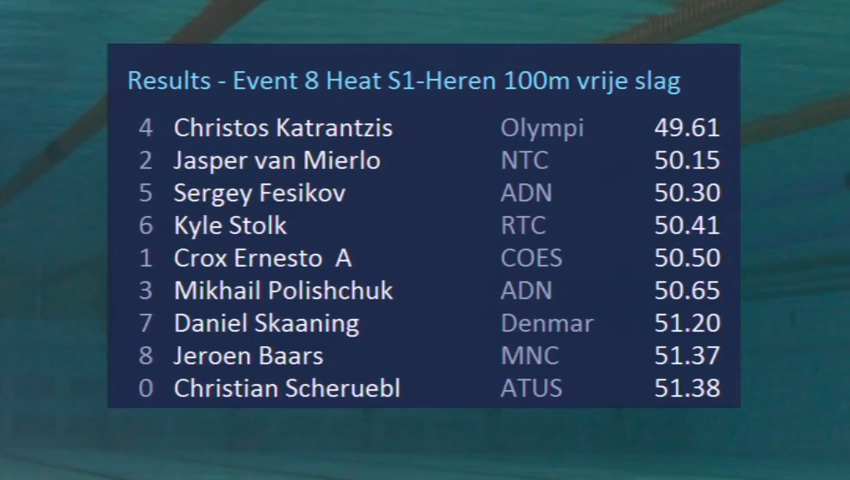 Results - Event 8 Heat S1-Heren 100m vrije slag
4 Christos Katrantzis Olympi 49.61
2 Jasper van Mierlo NTC 50.15
5 Sergey Fesikov ADN 50.30
6 Kyle Stolk RTC 50.41
1 Crox Ernesto A COES 50.50
3 Mikhail Polishchuk ADN 50.65
7 Daniel Skaaning Denmar 51.20
8 Jeroen Baars MNC 51.37
0 Christian Scheruebl ATUS 51.38